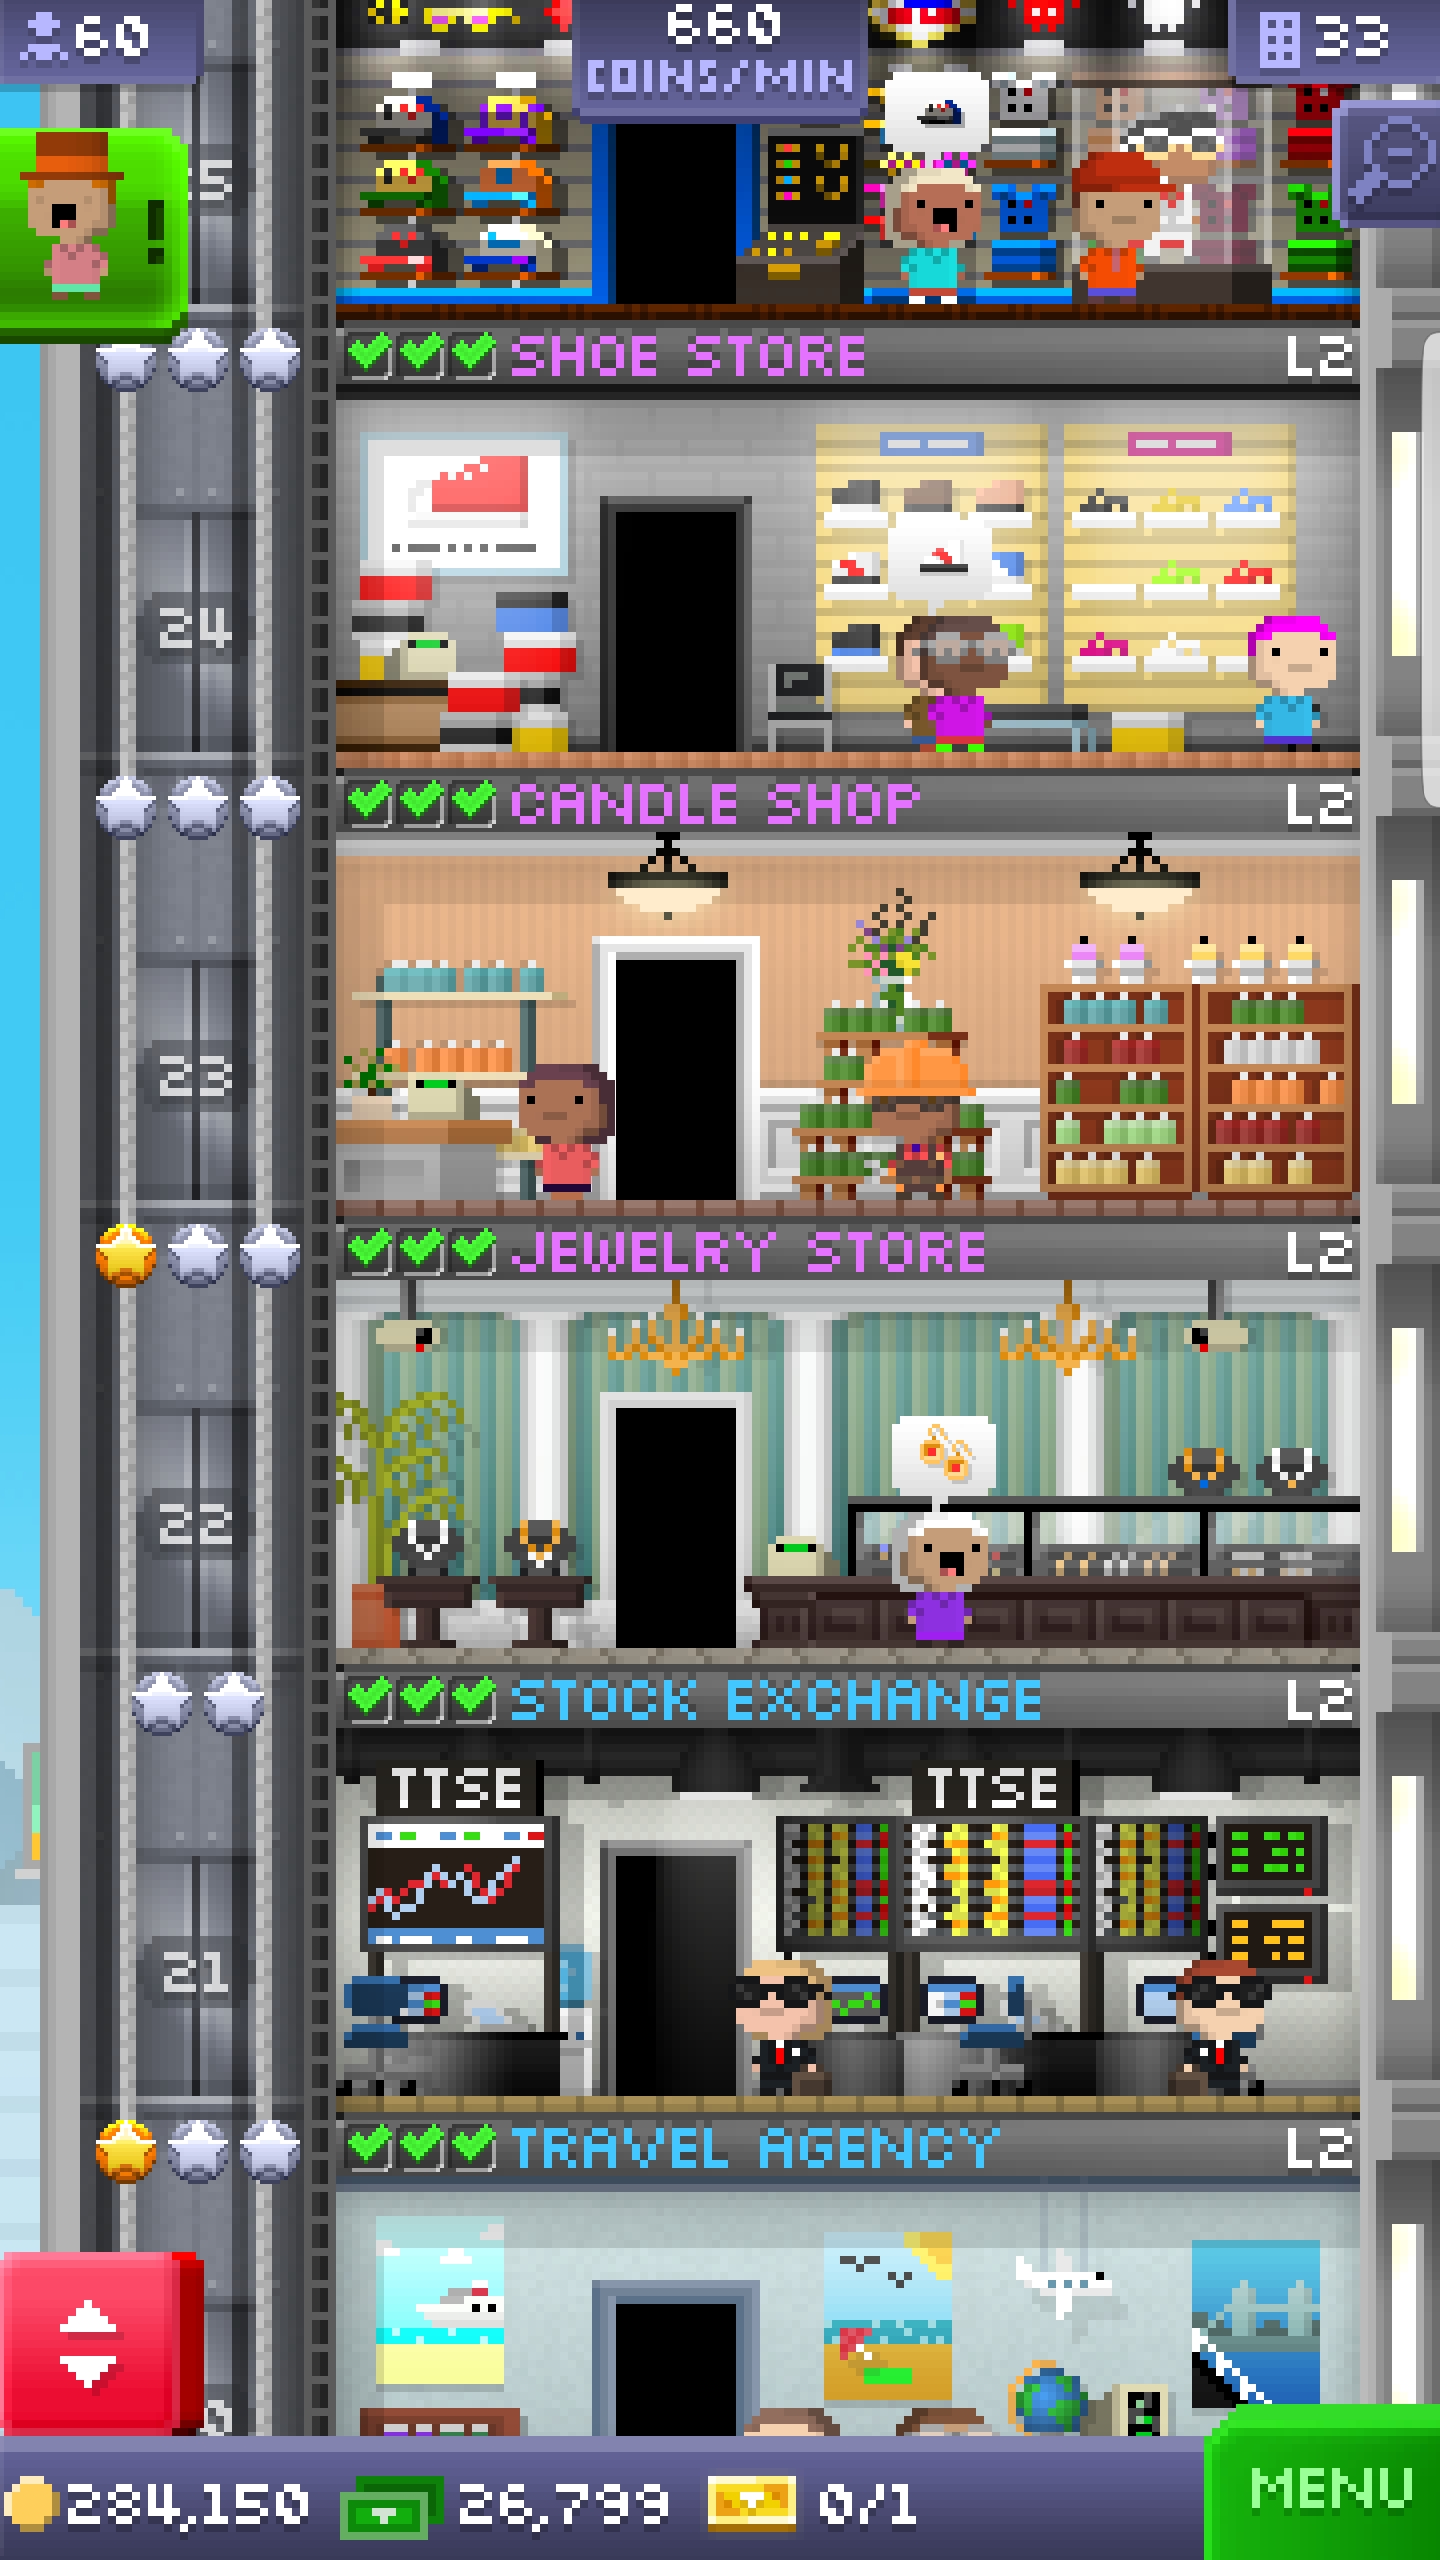 60
660
COINS/MIN
33
!
SHOE STORE L2
24
CANDLE SHOP L2
23
JEWELRY STORE L2
22
STOCK EXCHANGE L2
TTSE TTSE
21
TRAVEL AGENCY L2
284,150 26,799 0/1
MENU